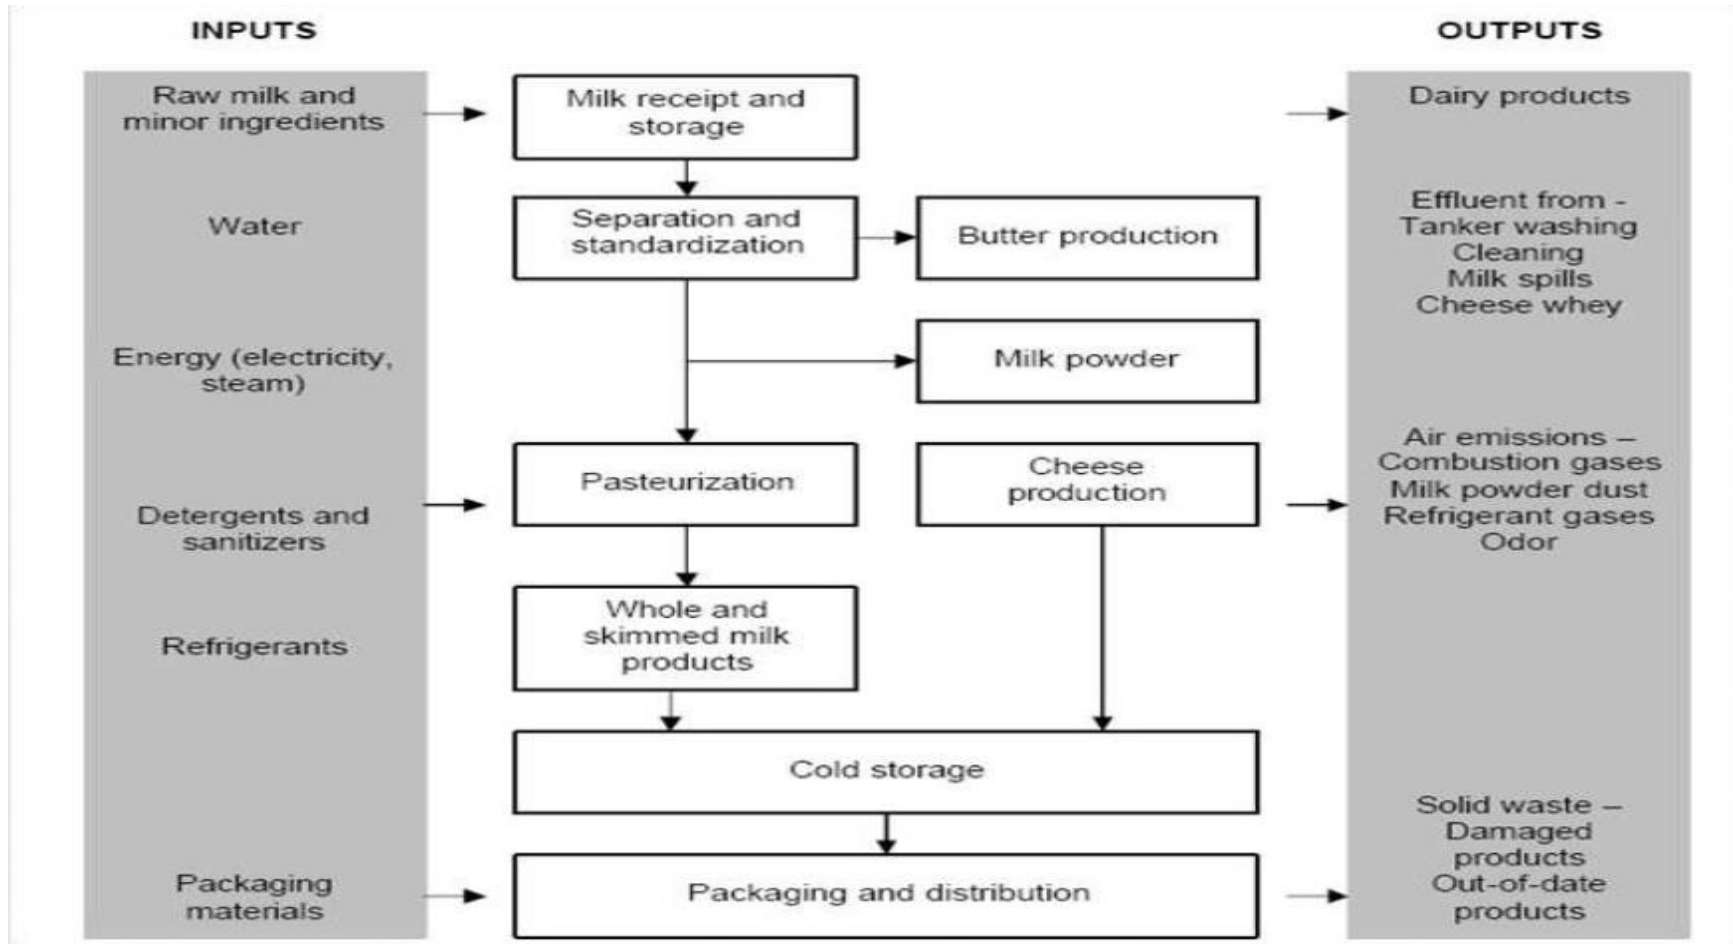 INPUTS
Raw milk and
minor ingredients
Water
Energy (electricity,
steam)
Detergents and
sanitizers
Refrigerants
Packaging
materials
Milk receipt and
storage
Separation and
standardization
Butter production
Milk powder
Pasteurization
Cheese
production
Whole and
skimmed milk
products
Cold storage
Packaging and distribution
OUTPUTS
Dairy products
Effluent from -
Tanker washing
Cleaning
Milk spills
Cheese whey
Air emissions –
Combustion gases
Milk powder dust
Refrigerant gases
Odor
Solid waste –
Damaged
products
Out-of-date
products